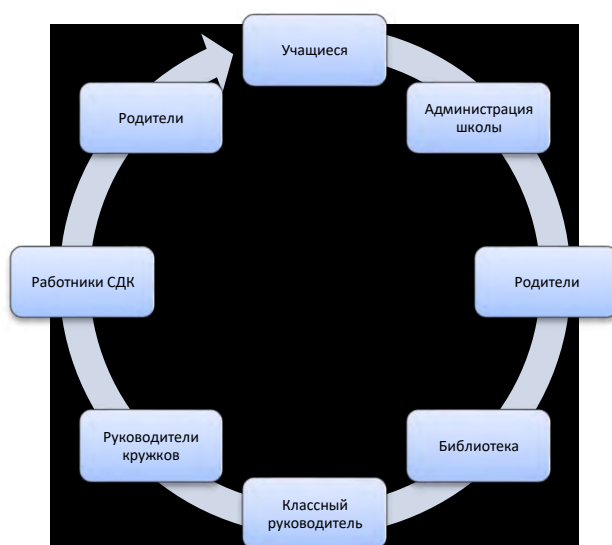 Учащиеся
Администрация
школы
Родители
Библиотека
Классный
руководитель
Руководители
кружков
Работники СДК
Родители